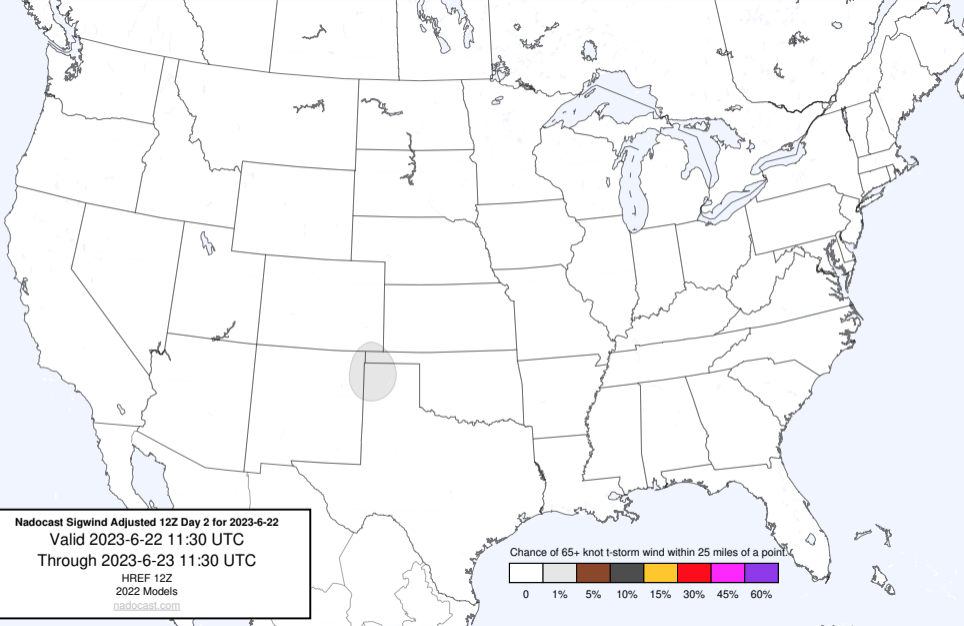 Nadocast Sigwind Adjusted 12Z Day 2 for 2023-6-22
Valid 2023-6-22 11:30 UTC
Through 2023-6-23 11:30 UTC
HREF 12Z
2022 Models
nadocast.com
Chance of 65+ knot t-storm wind within 25 miles of a point.
0 1% 5% 10% 15% 30% 45% 60%